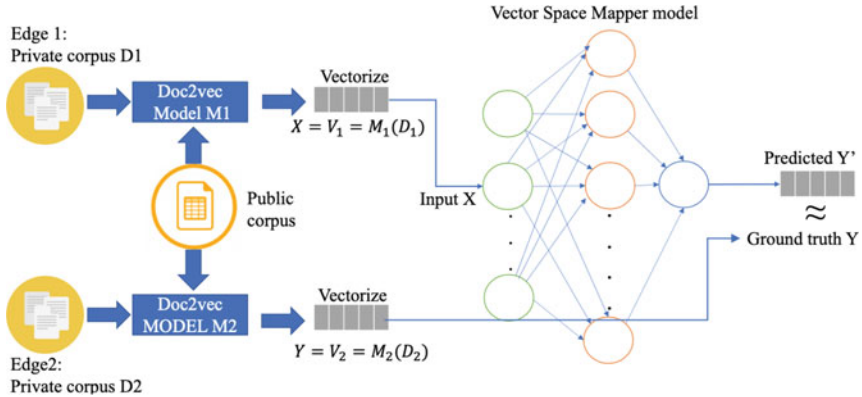 Vector Space Mapper model
Edge 1:
Private corpus D1
Doc2vec
Model M1
Vectorize
X = V₁ = M₁(D₁)
Public
corpus
Input X
Predicted Y'
≈
Ground truth Y
Doc2vec
MODEL M2
Vectorize
Y = V₂ = M₂(D₂)
Edge2:
Private corpus D2